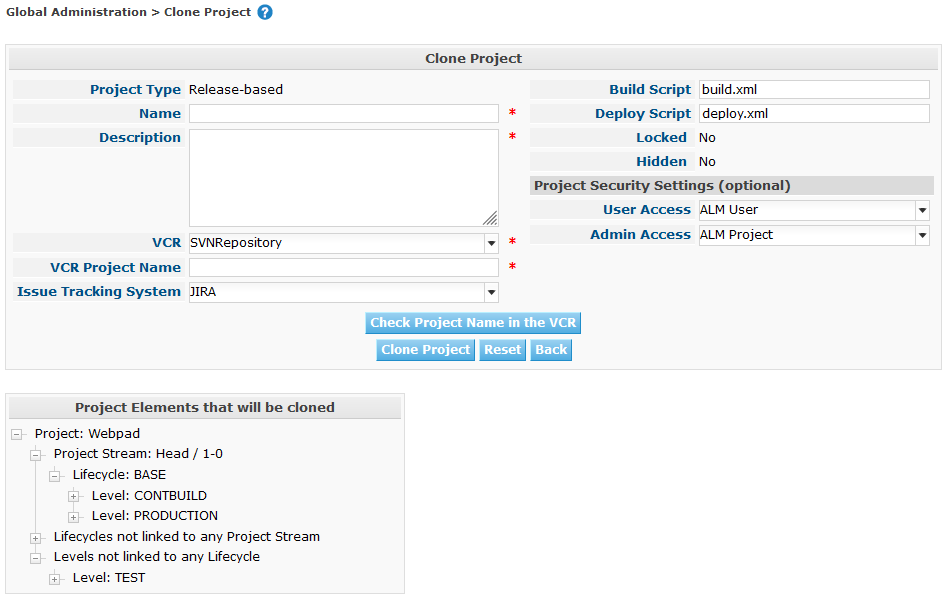 Global Administration > Clone Project ?
Clone Project
Project Type Release-based
Name *
Description *
VCR SVNRepository *
VCR Project Name *
Issue Tracking System JIRA
Build Script build.xml
Deploy Script deploy.xml
Locked No
Hidden No
Project Security Settings (optional)
User Access ALM User
Admin Access ALM Project
Check Project Name in the VCR
Clone Project Reset Back
Project Elements that will be cloned
Project: Webpad
Project Stream: Head / 1-0
Lifecycle: BASE
Level: CONTBUILD
Level: PRODUCTION
Lifecycles not linked to any Project Stream
Levels not linked to any Lifecycle
Level: TEST